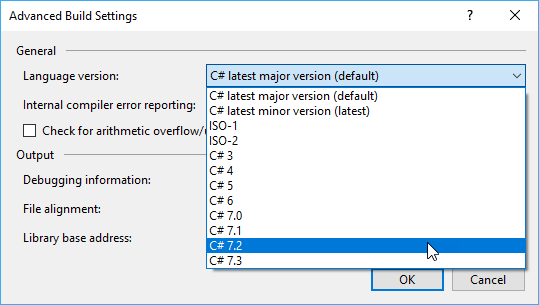 Advanced Build Settings
?
General
Language version:
C# latest major version (default)
Internal compiler error reporting:
C# latest major version (default)
C# latest minor version (latest)
ISO-1
ISO-2
Check for arithmetic overflow/
C# 3
Output
C# 4
Debugging information:
C# 5
C# 6
File alignment:
C# 7.0
C# 7.1
Library base address:
C# 7.2
C# 7.3
OK
Cancel